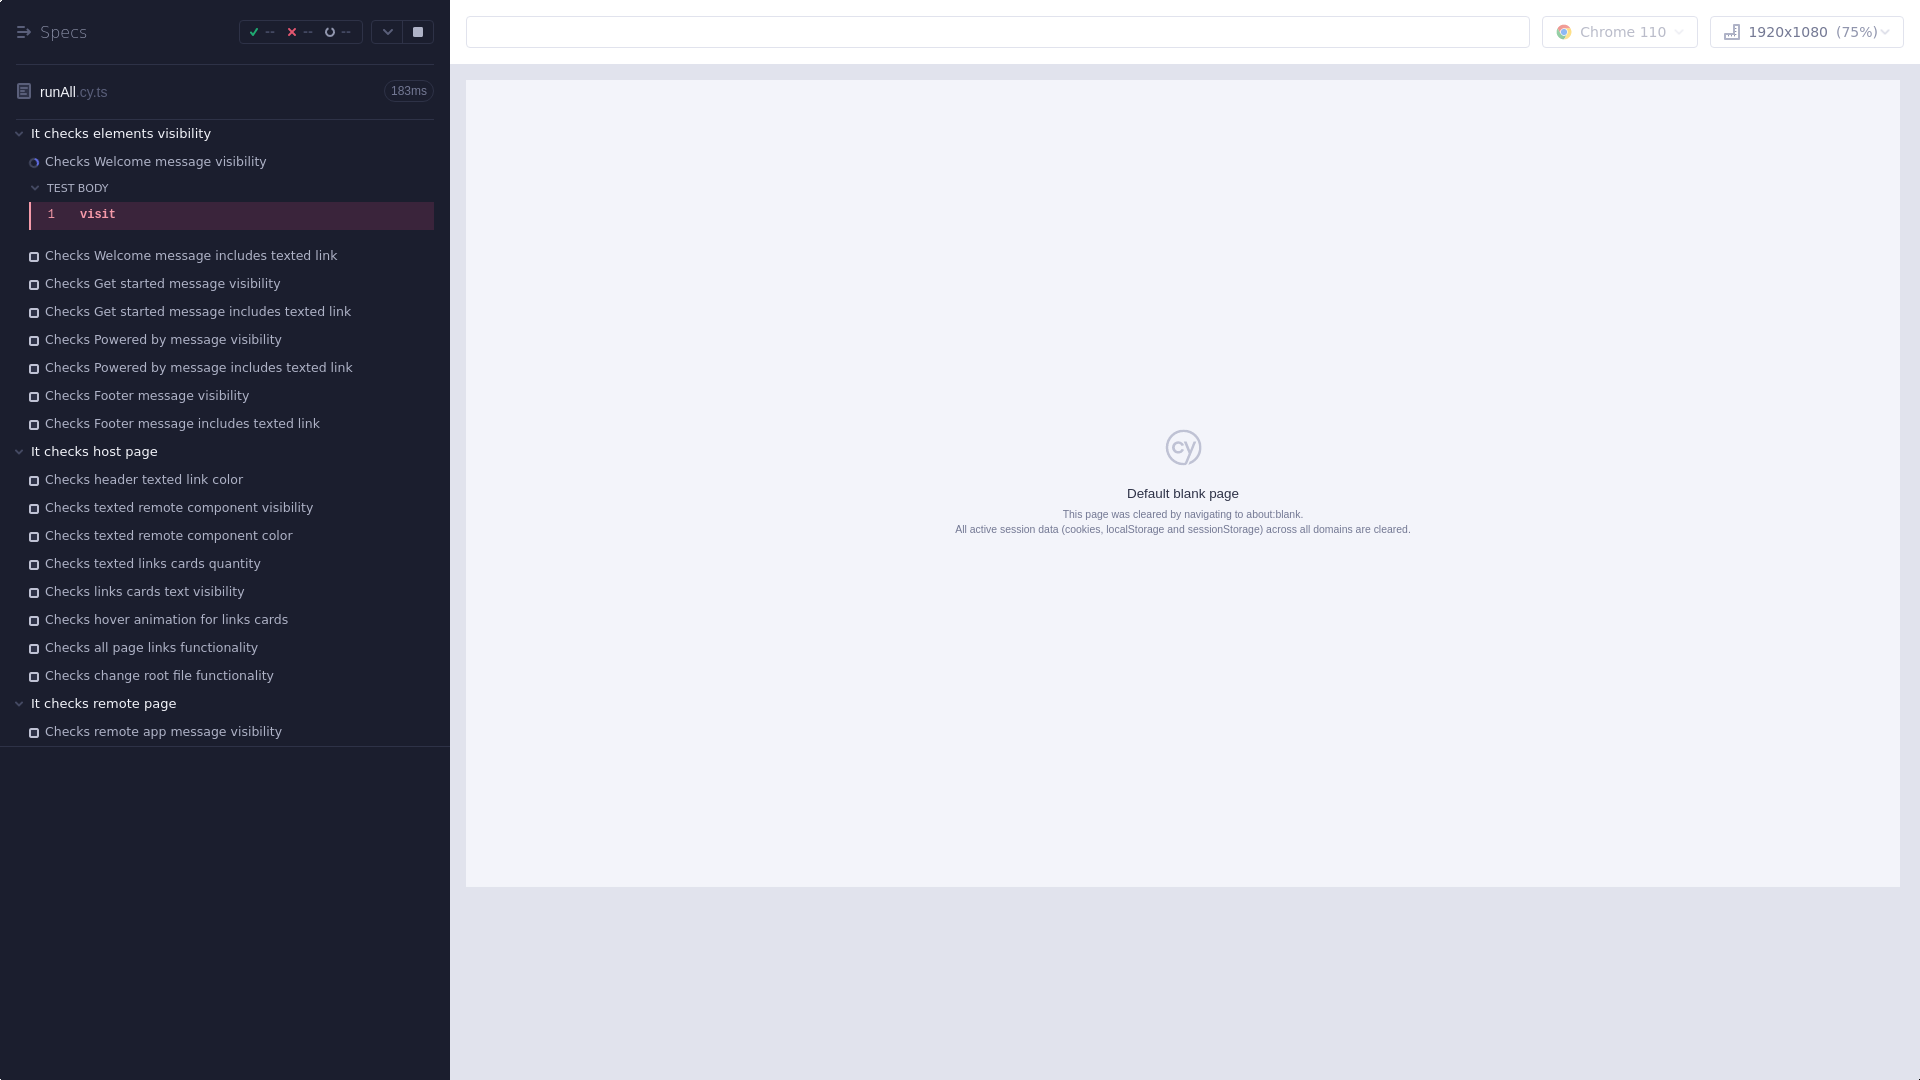 Specs
--
--
--
Chrome 110
1920x1080 (75%)
runAll.cy.ts
183ms
It checks elements visibility
Checks Welcome message visibility
TEST BODY
1 visit
Checks Welcome message includes texted link
Checks Get started message visibility
Checks Get started message includes texted link
Checks Powered by message visibility
Checks Powered by message includes texted link
Checks Footer message visibility
Checks Footer message includes texted link
It checks host page
Checks header texted link color
Checks texted remote component visibility
Checks texted remote component color
Checks texted links cards quantity
Checks links cards text visibility
Checks hover animation for links cards
Checks all page links functionality
Checks change root file functionality
It checks remote page
Checks remote app message visibility
cy
Default blank page
This page was cleared by navigating to about:blank.
All active session data (cookies, localStorage and sessionStorage) across all domains are cleared.